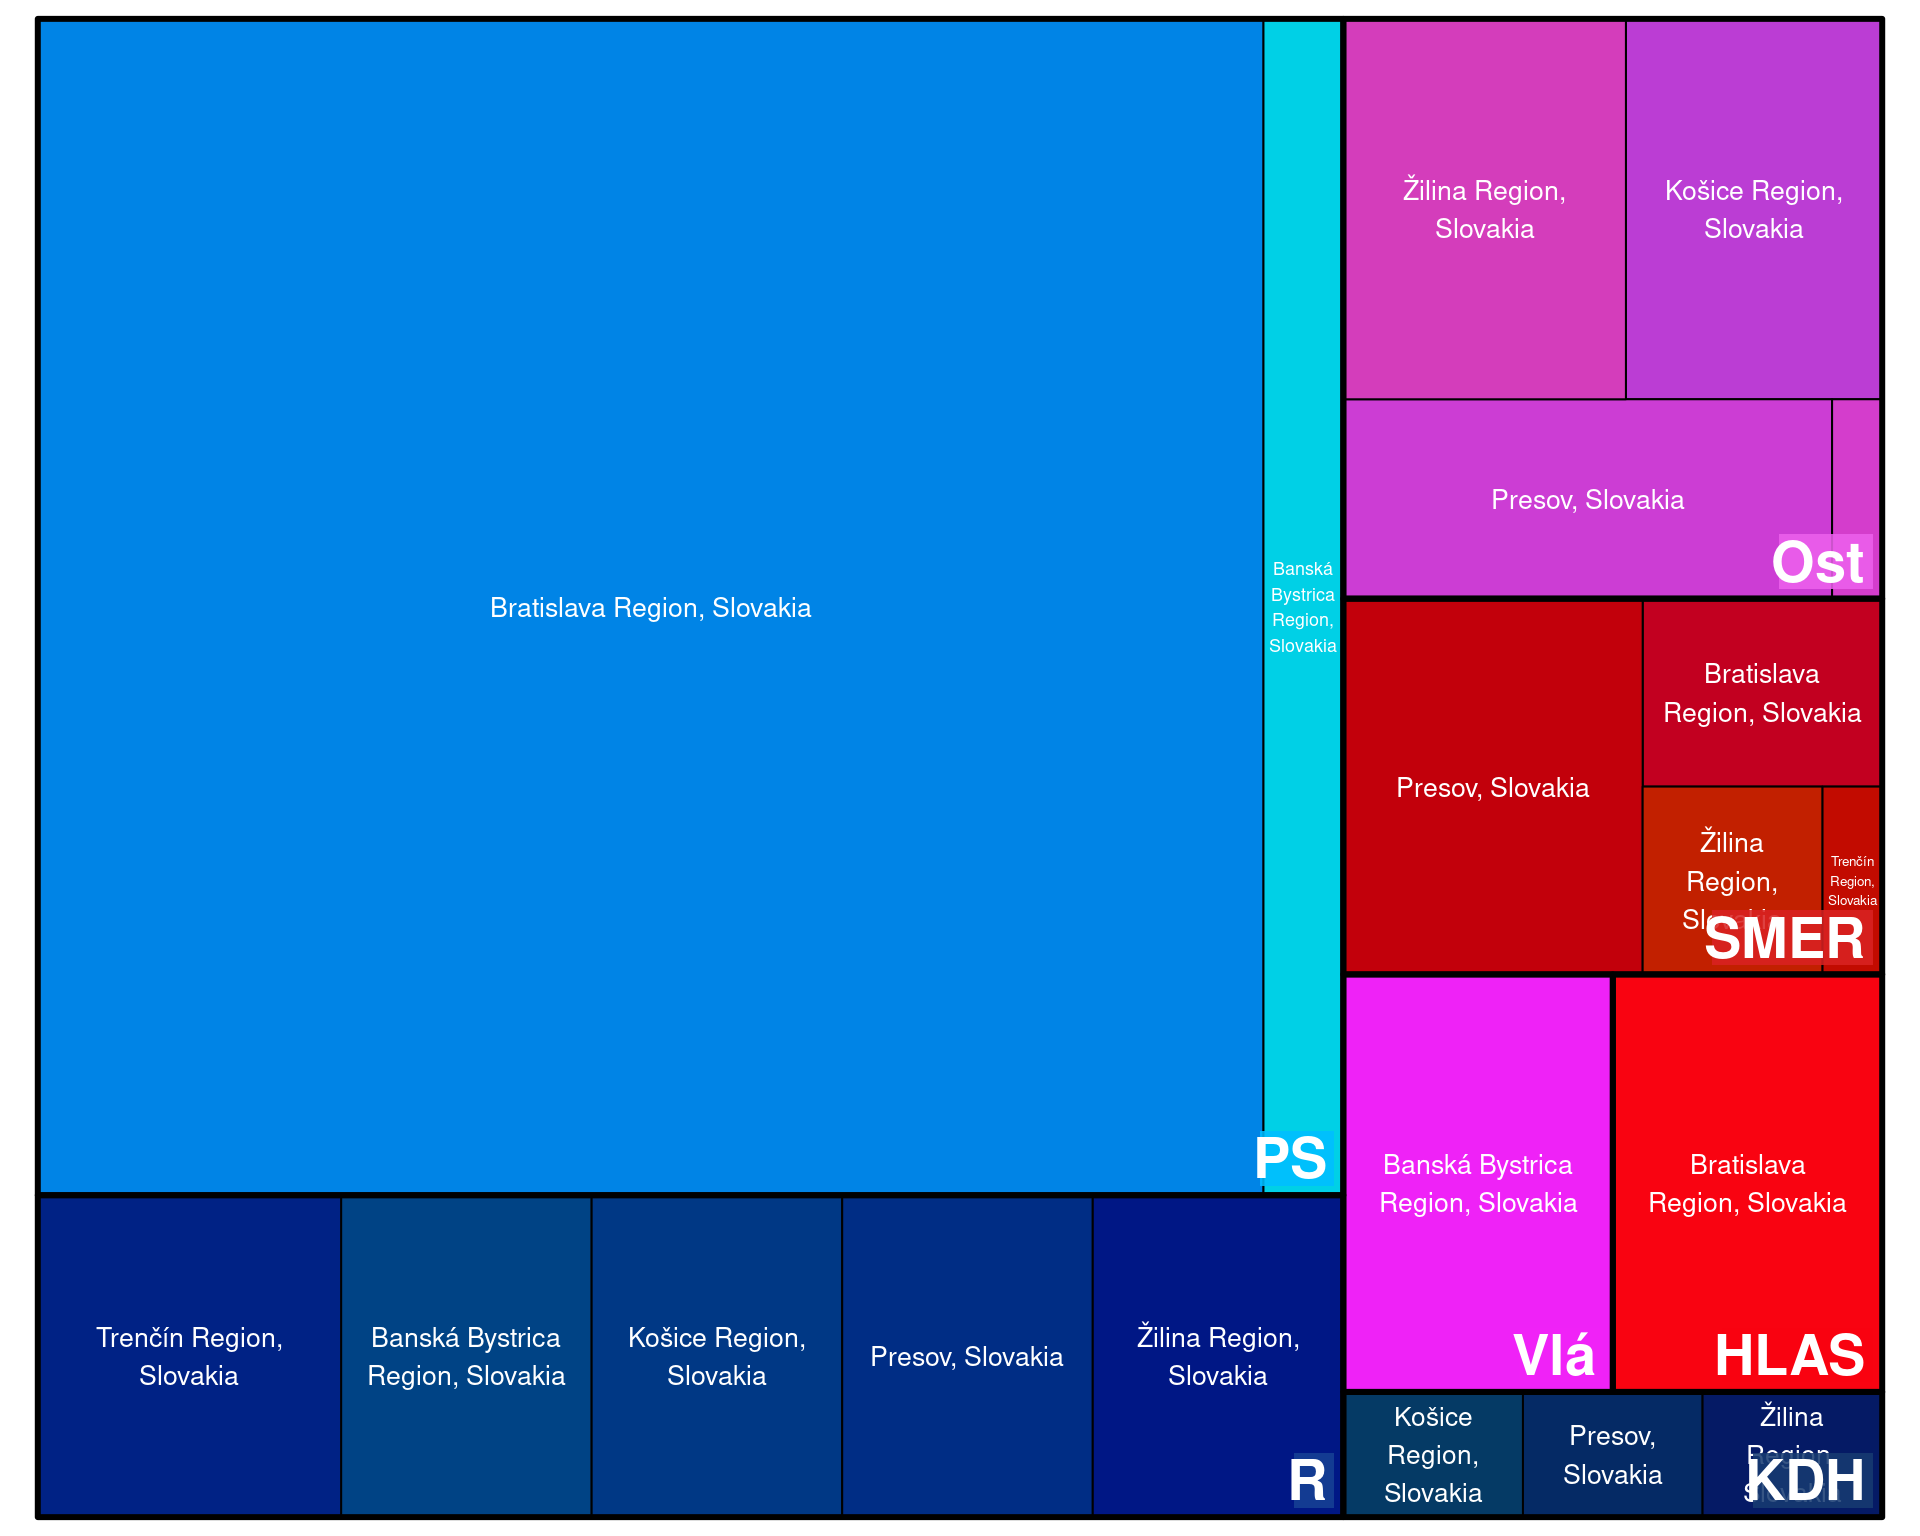 Bratislava Region, Slovakia
Banská
Bystrica
Region,
Slovakia
PS
Trenčín Region,
Slovakia
Banská Bystrica
Region, Slovakia
Košice Region,
Slovakia
Presov, Slovakia
Žilina Region,
Slovakia
R
Žilina Region,
Slovakia
Košice Region,
Slovakia
Presov, Slovakia
Ost
Presov, Slovakia
Bratislava
Region, Slovakia
Žilina
Region,
Slovakia
Trenčín
Region,
Slovakia
SMER
Banská Bystrica
Region, Slovakia
Vlá
Bratislava
Region, Slovakia
HLAS
Košice
Region,
Slovakia
Presov,
Slovakia
Žilina
Region,
Slovakia
KDH